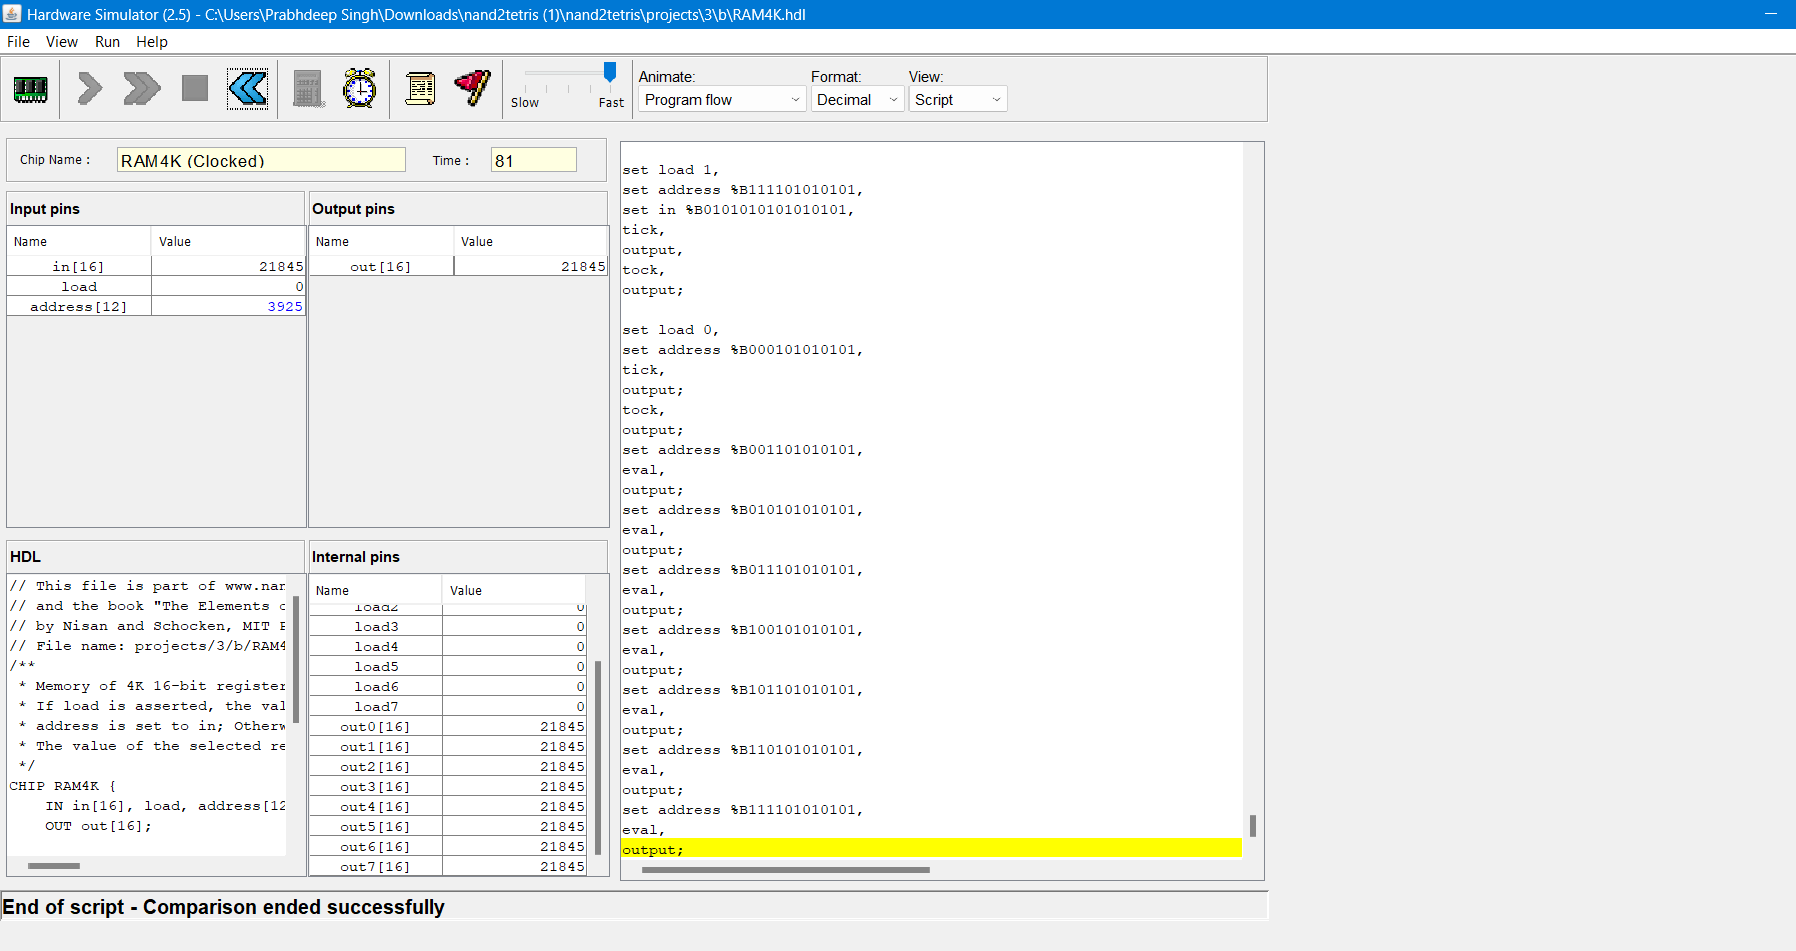 Hardware Simulator (2.5) - C:\Users\Prabhdeep Singh\Downloads\nand2tetris (1)\nand2tetris\projects\3\b\RAM4K.hdl
File View Run Help
Slow Fast
Animate: Format: View:
Program flow Decimal Script
Chip Name : RAM4K (Clocked) Time : 81
Input pins
Name Value
in[16] 21845
load 0
address[12] 3925
Output pins
Name Value
out[16] 21845
HDL
// This file is part of www.nan
// and the book "The Elements o
// by Nisan and Schocken, MIT P
// File name: projects/3/b/RAM4
/**
* Memory of 4K 16-bit register
* If load is asserted, the val
* address is set to in; Otherw
* The value of the selected re
*/
CHIP RAM4K {
IN in[16], load, address[12
OUT out[16];
Internal pins
Name Value
load2 0
load3 0
load4 0
load5 0
load6 0
load7 0
out0[16] 21845
out1[16] 21845
out2[16] 21845
out3[16] 21845
out4[16] 21845
out5[16] 21845
out6[16] 21845
out7[16] 21845
set load 1,
set address %B111101010101,
set in %B0101010101010101,
tick,
output,
tock,
output;
set load 0,
set address %B000101010101,
tick,
output;
tock,
output;
set address %B001101010101,
eval,
output;
set address %B010101010101,
eval,
output;
set address %B011101010101,
eval,
output;
set address %B100101010101,
eval,
output;
set address %B101101010101,
eval,
output;
set address %B110101010101,
eval,
output;
set address %B111101010101,
eval,
output;
End of script - Comparison ended successfully